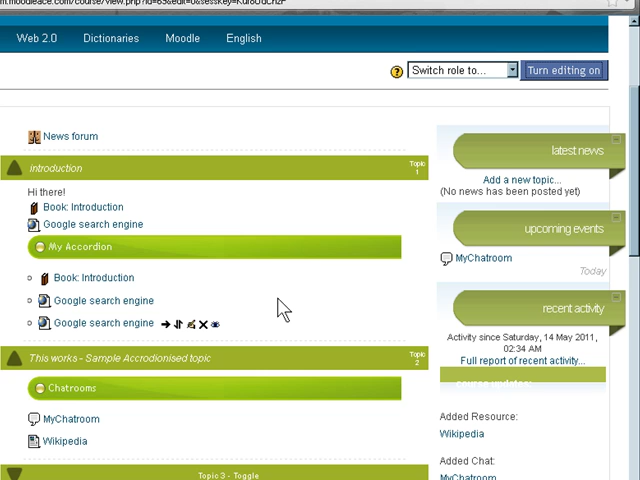 Web 2.0 Dictionaries Moodle English
Switch role to... Turn editing on
News forum
introduction Topic 1
Hi there!
Book: Introduction
Google search engine
My Accordion
Book: Introduction
Google search engine
Google search engine
This works - Sample Accrodionised topic Topic 2
Chatrooms
MyChatroom
Wikipedia
Topic 3 - Toggle
latest news
Add a new topic...
(No news has been posted yet)
upcoming events
MyChatroom
Today
recent activity
Activity since Saturday, 14 May 2011,
02:34 AM
Full report of recent activity...
Added Resource:
Wikipedia
Added Chat:
MyChatroom